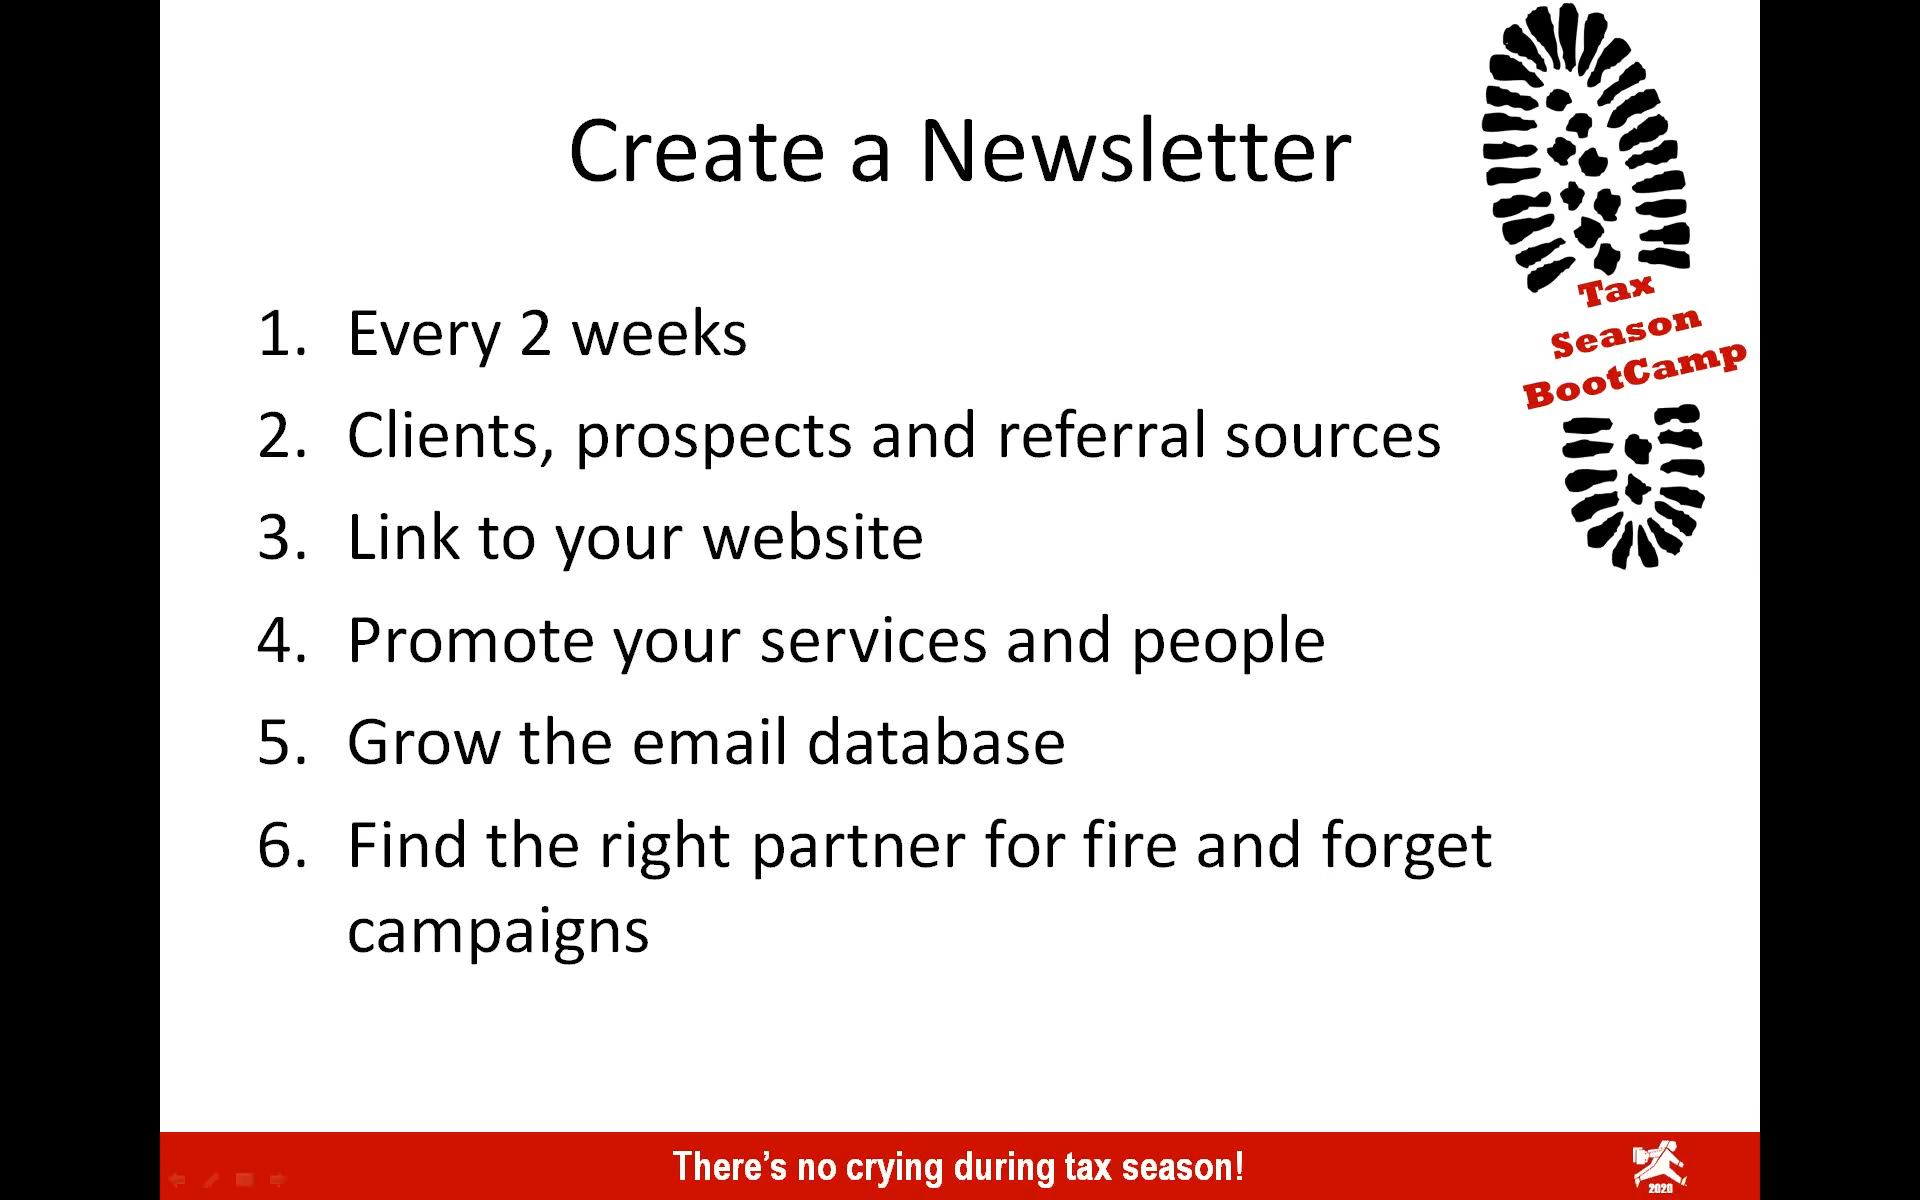 Create a Newsletter
Tax
Season
BootCamp
1. Every 2 weeks
2. Clients, prospects and referral sources
3. Link to your website
4. Promote your services and people
5. Grow the email database
6. Find the right partner for fire and forget
campaigns
There’s no crying during tax season!
2020